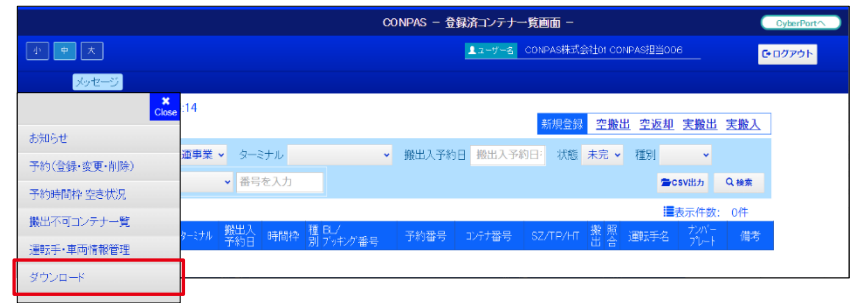 CONPAS － 登録済コンテナ一覧画面 －
CyberPortへ
小 中 大
ユーザー名 CONPAS株式会社01 CONPAS担当006
ログアウト
メッセージ
Close
:14
新規登録 空搬出 空返却 実搬出 実搬入
お知らせ
運事業 ターミナル 搬出入予約日 搬出入予約日: 状態 未完 種別
予約(登録・変更・削除)
番号を入力
CSV出力 検索
予約時間枠 空き状況
表示件数: 0件
搬出不可コンテナ一覧
ターミナル 搬出入予約日 時間枠 種別 BL/ブッキング番号 予約番号 コンテナ番号 SZ/TP/HT 搬出 照合 運転手名 ナンバープレート 備考
運転手・車両情報管理
ダウンロード